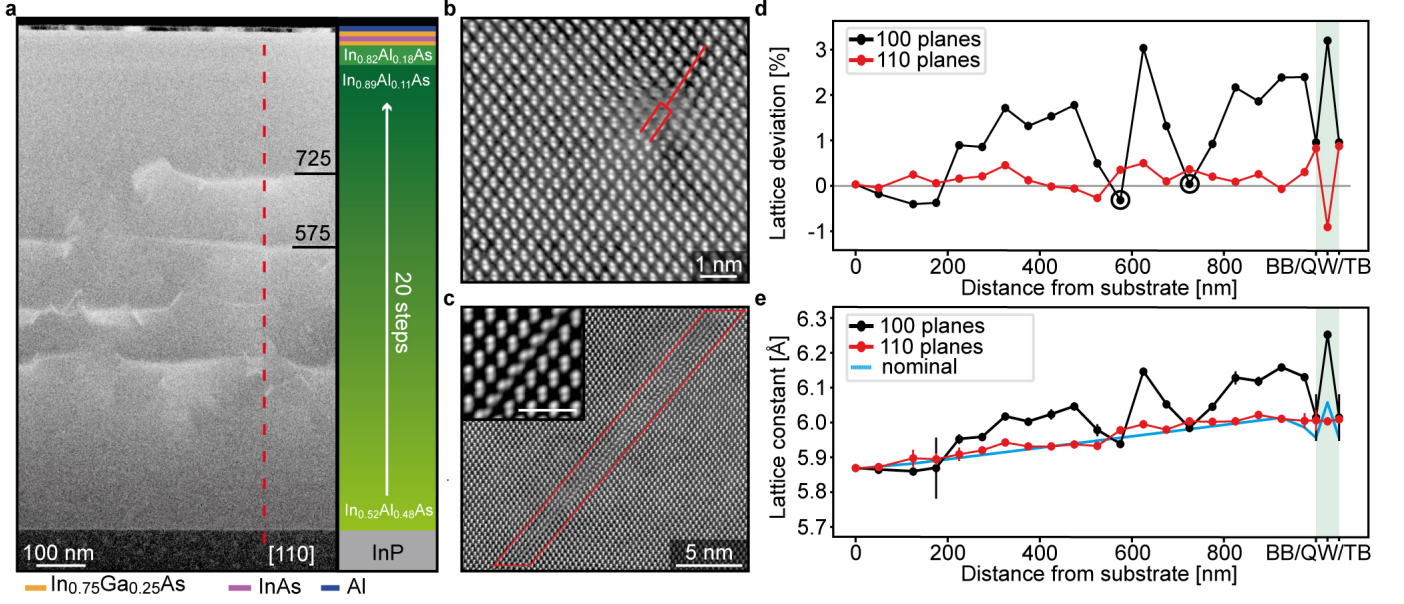 a
In0.82Al0.18As
In0.89Al0.11As
725
575
20 steps
In0.52Al0.48As
100 nm
[110]
InP
In0.75Ga0.25As
InAs
Al
b
1 nm
c
5 nm
d
100 planes
110 planes
Lattice deviation [%]
3
2
1
0
-1
0 200 400 600 800 BB/QW/TB
Distance from substrate [nm]
e
100 planes
110 planes
nominal
Lattice constant [Å]
6.3
6.2
6.1
6.0
5.9
5.8
5.7
0 200 400 600 800 BB/QW/TB
Distance from substrate [nm]